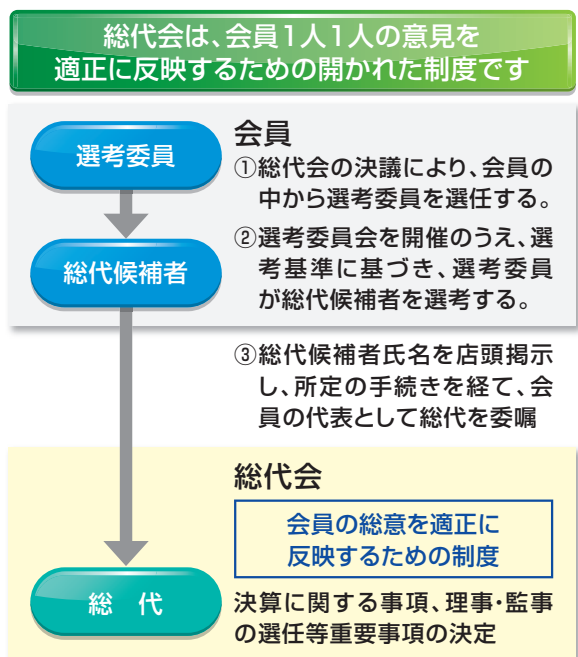 総代会は、会員1人1人の意見を
適正に反映するための開かれた制度です
選考委員
会員
①総代会の決議により、会員の
中から選考委員を選任する。
総代候補者
②選考委員会を開催のうえ、選
考基準に基づき、選考委員
が総代候補者を選考する。
③総代候補者氏名を店頭掲示
し、所定の手続きを経て、会
員の代表として総代を委嘱
総代会
会員の総意を適正に
反映するための制度
総　代
決算に関する事項、理事・監事
の選任等重要事項の決定